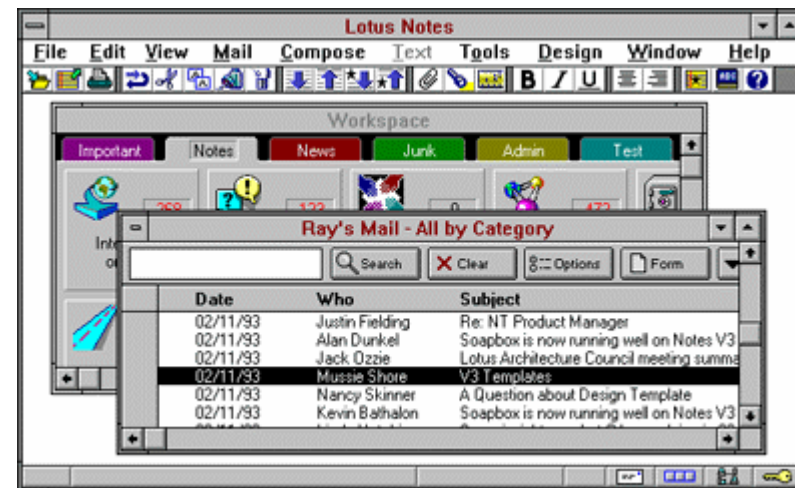 Lotus Notes
File Edit View Mail Compose Text Tools Design Window Help
B I U
Workspace
Important Notes News Junk Admin Test
268 123 0 472
Ray's Mail - All by Category
Search Clear Options Form
Date Who Subject
02/11/93 Justin Fielding Re: NT Product Manager
02/11/93 Alan Dunkel Soapbox is now running well on Notes V3
02/11/93 Jack Ozzie Lotus Architecture Council meeting summa
02/11/93 Mussie Shore V3 Templates
02/11/93 Nancy Skinner A Question about Design Template
02/11/93 Kevin Bathalon Soapbox is now running well on Notes V3